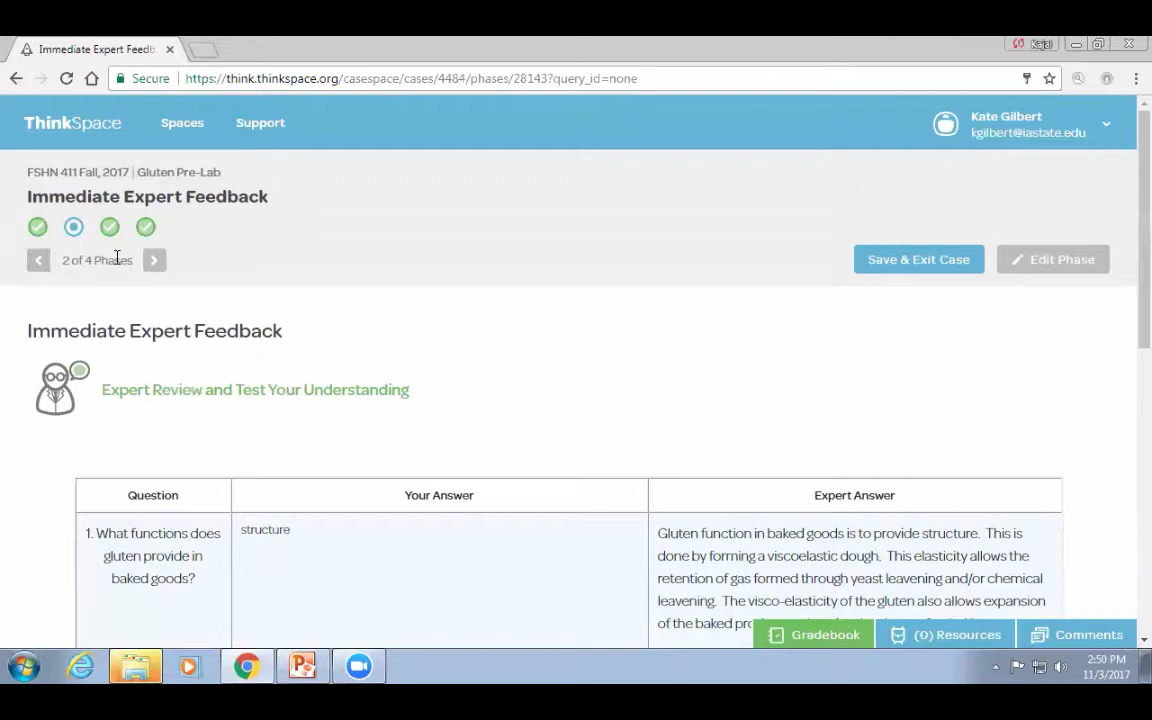 Immediate Expert Feedb
Kejal
Secure
https://think.thinkspace.org/casespace/cases/4484/phases/28143?query_id=none
ThinkSpace
Spaces
Support
Kate Gilbert
kgilbert@iastate.edu
FSHN 411 Fall, 2017 | Gluten Pre-Lab
Immediate Expert Feedback
2 of 4 Phases
Save & Exit Case
Edit Phase
Immediate Expert Feedback
Expert Review and Test Your Understanding
Question
Your Answer
Expert Answer
1. What functions does
gluten provide in
baked goods?
structure
Gluten function in baked goods is to provide structure. This is
done by forming a viscoelastic dough. This elasticity allows the
retention of gas formed through yeast leavening and/or chemical
leavening. The visco-elasticity of the gluten also allows expansion
of the baked
Gradebook
(0) Resources
Comments
2:50 PM
11/3/2017